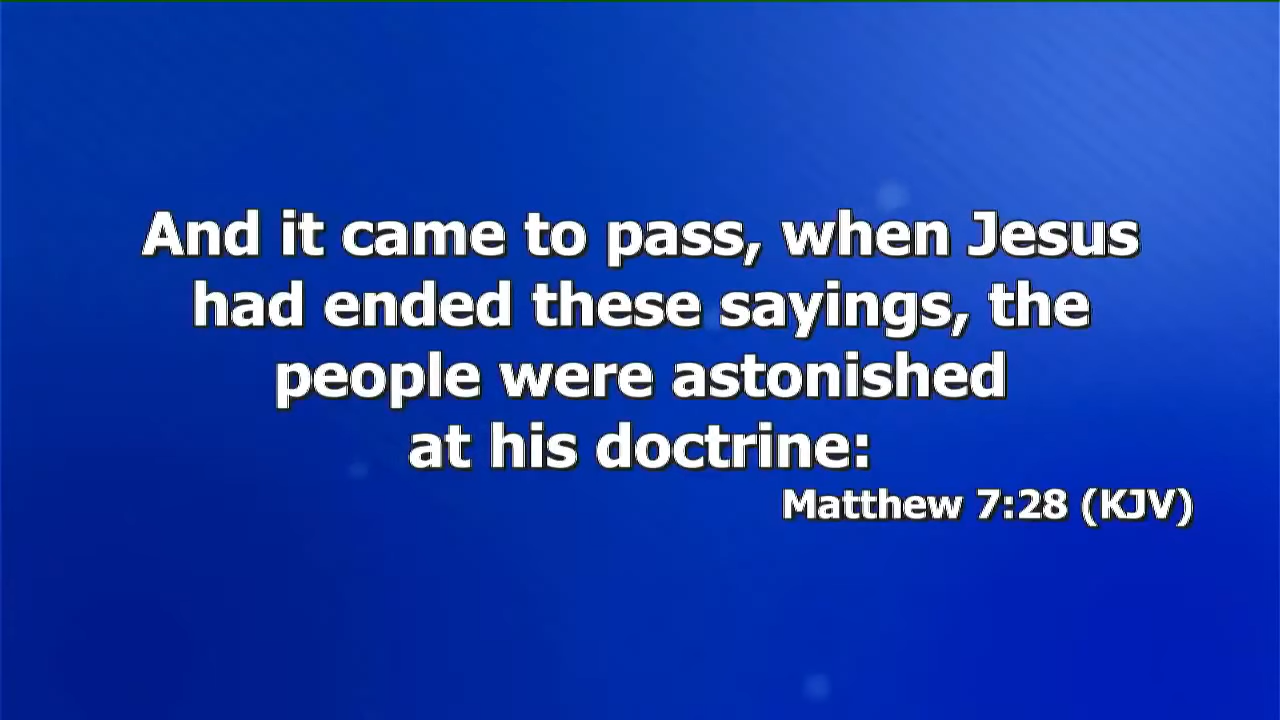 And it came to pass, when Jesus
had ended these sayings, the
people were astonished
at his doctrine:
Matthew 7:28 (KJV)